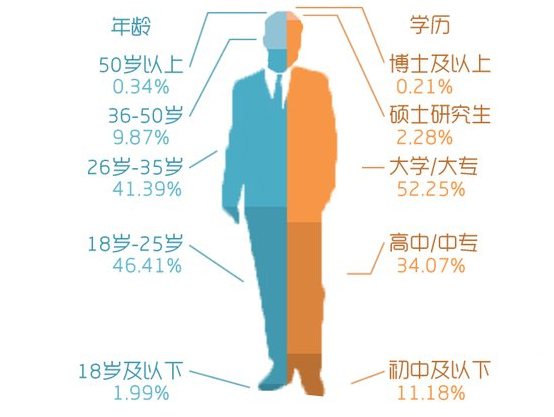 年龄
50岁以上
0.34%
36-50岁
9.87%
26岁-35岁
41.39%
18岁-25岁
46.41%
18岁及以下
1.99%
学历
博士及以上
0.21%
硕士研究生
2.28%
大学/大专
52.25%
高中/中专
34.07%
初中及以下
11.18%